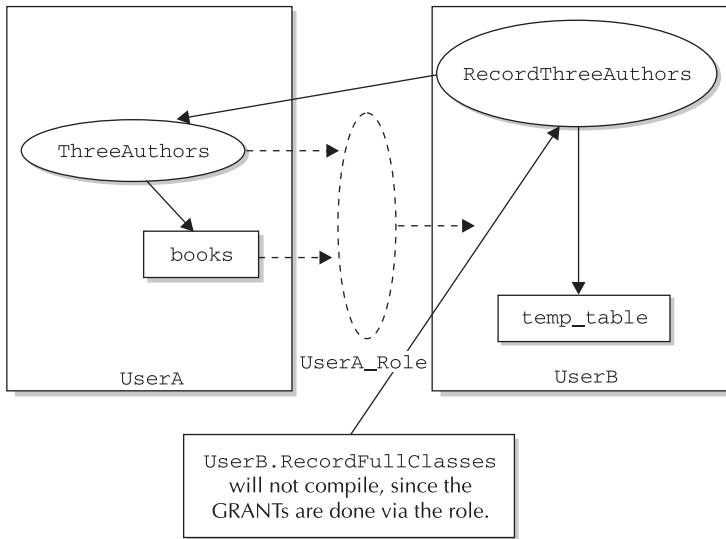 RecordThreeAuthors
ThreeAuthors
books
temp_table
UserA_Role
UserA
UserB
UserB.RecordFullClasses
will not compile, since the
GRANTs are done via the role.